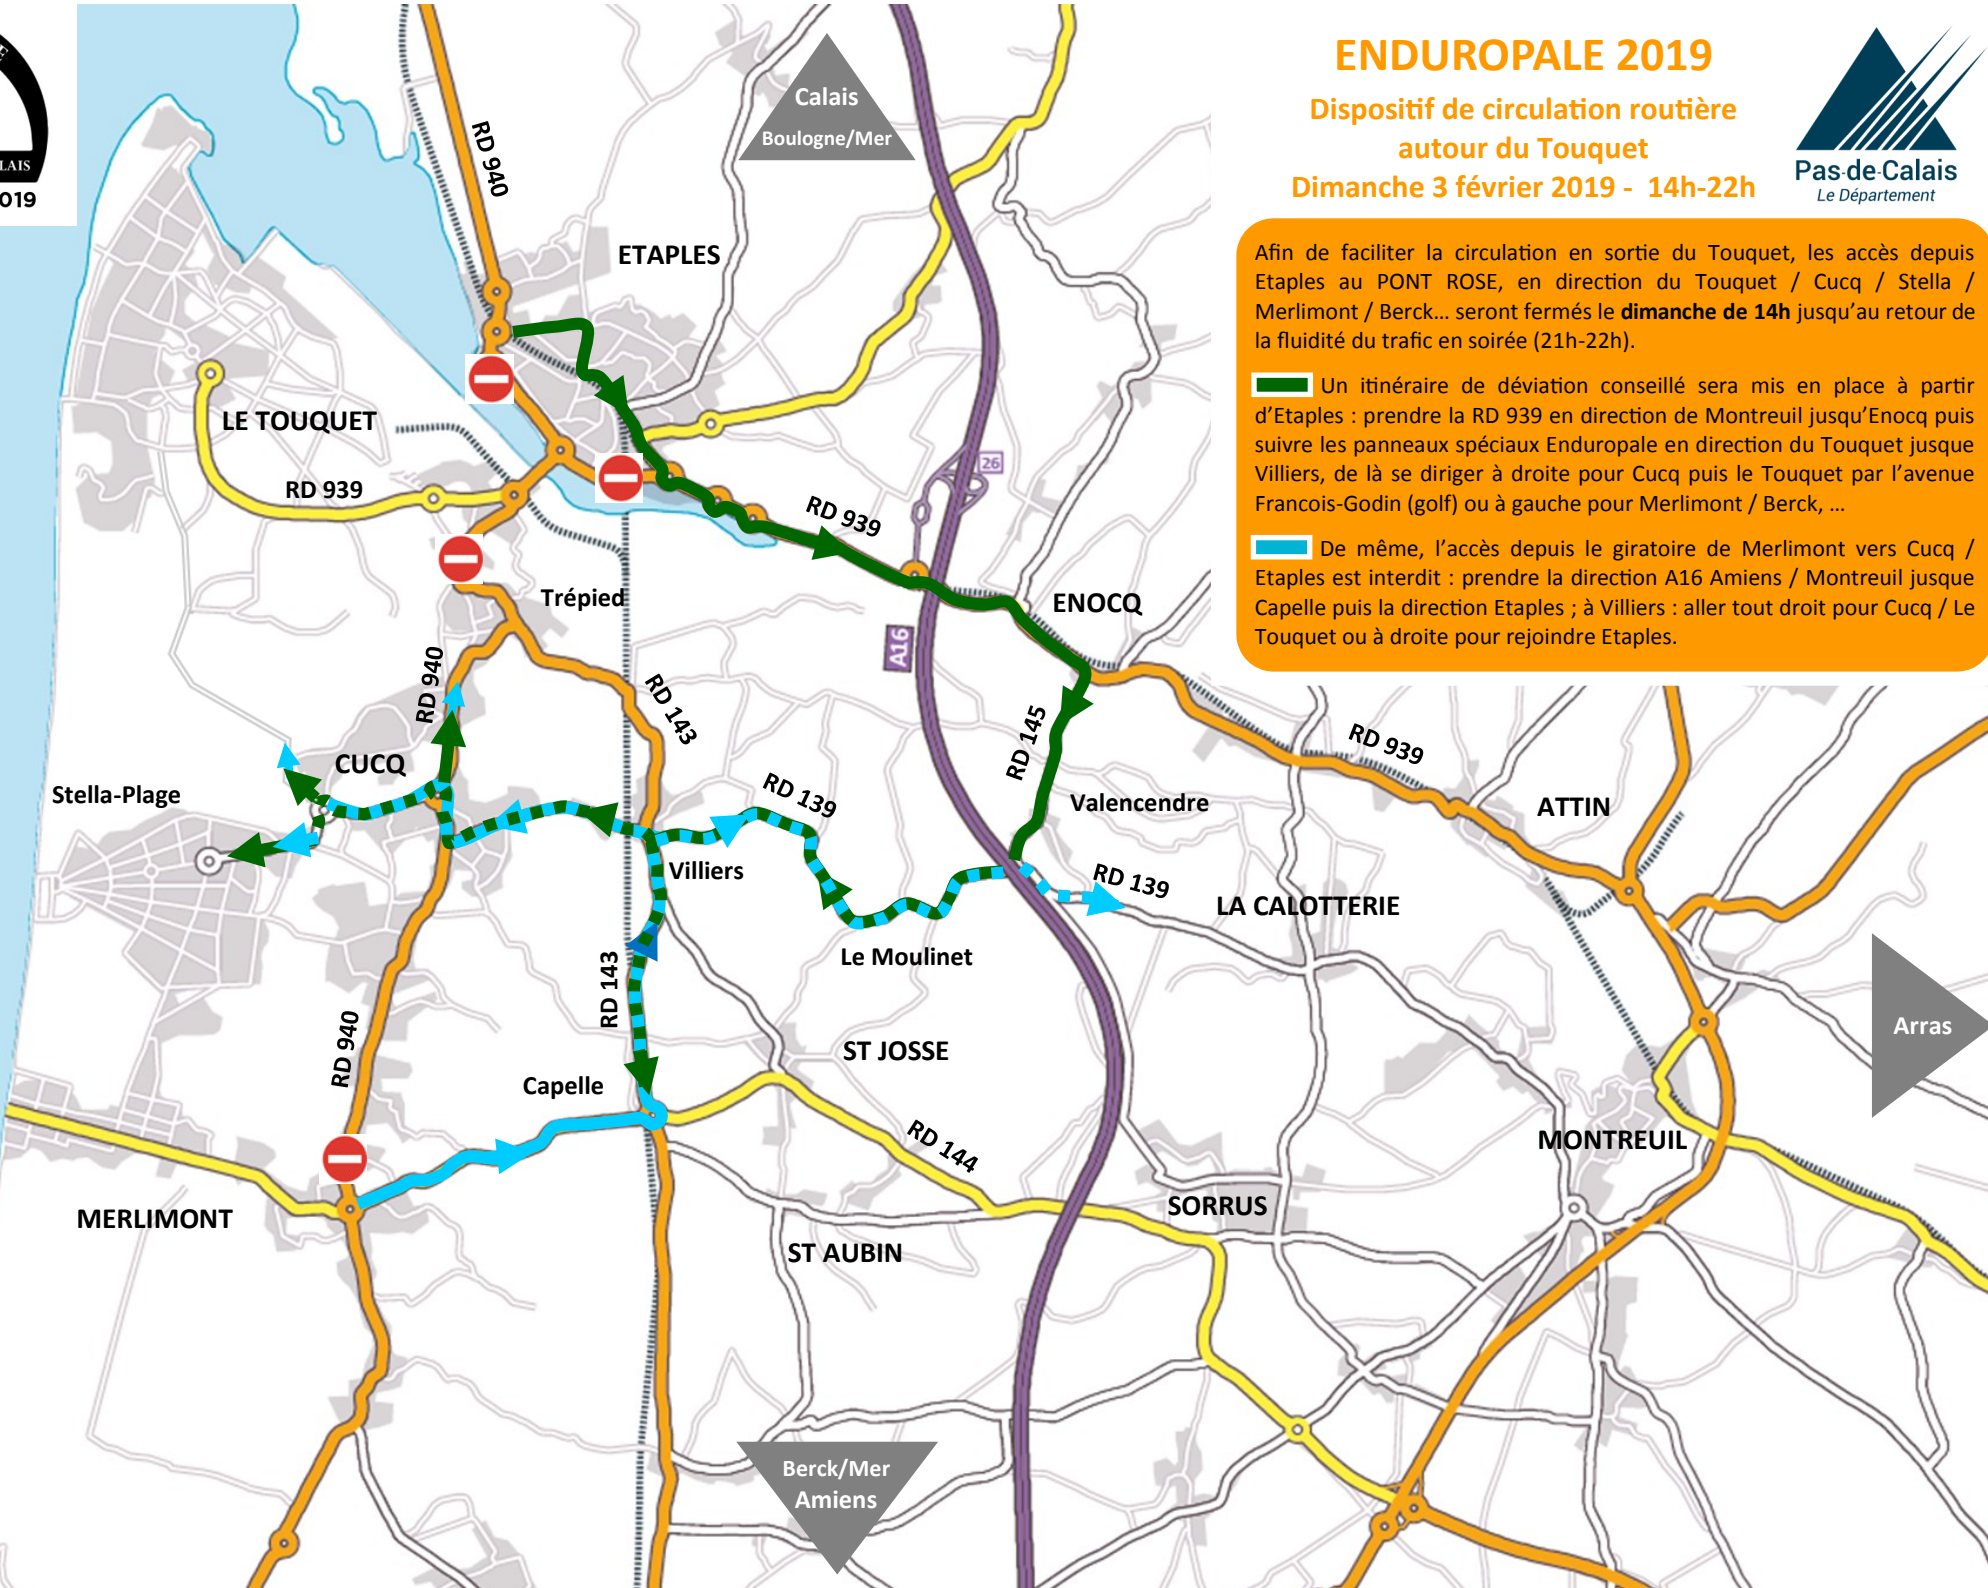 E
LAIS
019
ENDUROPALE 2019
Dispositif de circulation routière
autour du Touquet
Dimanche 3 février 2019 - 14h-22h
Pas-de-Calais
Le Département
Afin de faciliter la circulation en sortie du Touquet, les accès depuis
Etaples au PONT ROSE, en direction du Touquet / Cucq / Stella /
Merlimont / Berck... seront fermés le dimanche de 14h jusqu'au retour de
la fluidité du trafic en soirée (21h-22h).
Un itinéraire de déviation conseillé sera mis en place à partir
d'Etaples : prendre la RD 939 en direction de Montreuil jusqu'Enocq puis
suivre les panneaux spéciaux Enduropale en direction du Touquet jusque
Villiers, de là se diriger à droite pour Cucq puis le Touquet par l'avenue
Francois-Godin (golf) ou à gauche pour Merlimont / Berck, ...
De même, l'accès depuis le giratoire de Merlimont vers Cucq /
Etaples est interdit : prendre la direction A16 Amiens / Montreuil jusque
Capelle puis la direction Etaples ; à Villiers : aller tout droit pour Cucq / Le
Touquet ou à droite pour rejoindre Etaples.
Calais
Boulogne/Mer
RD 940
ETAPLES
LE TOUQUET
RD 939
26
RD 939
Trépied
ENOCQ
A16
RD 940
RD 143
RD 145
RD 939
CUCQ
Stella-Plage
RD 139
Valencendre
ATTIN
Villiers
RD 139
LA CALOTTERIE
Le Moulinet
RD 143
RD 940
ST JOSSE
Arras
Capelle
RD 144
MONTREUIL
MERLIMONT
SORRUS
ST AUBIN
Berck/Mer
Amiens